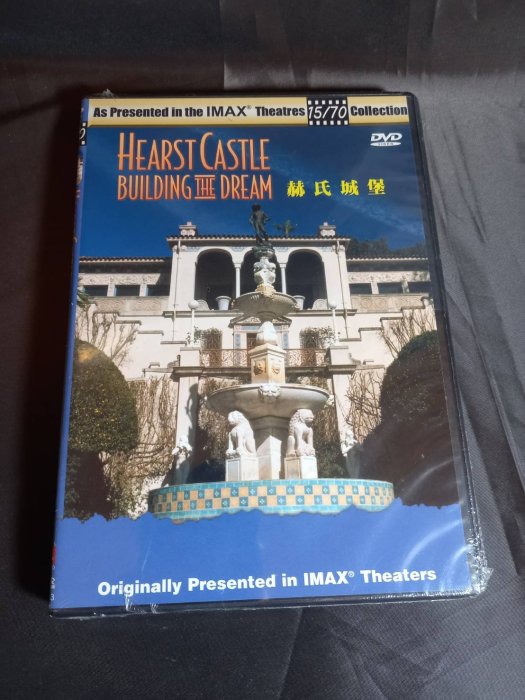 As Presented in the IMAX® Theatres 15/70 Collection
DVD
VIDEO
HEARST CASTLE
BUILDING THE DREAM 赫氏城堡
Originally Presented in IMAX® Theaters